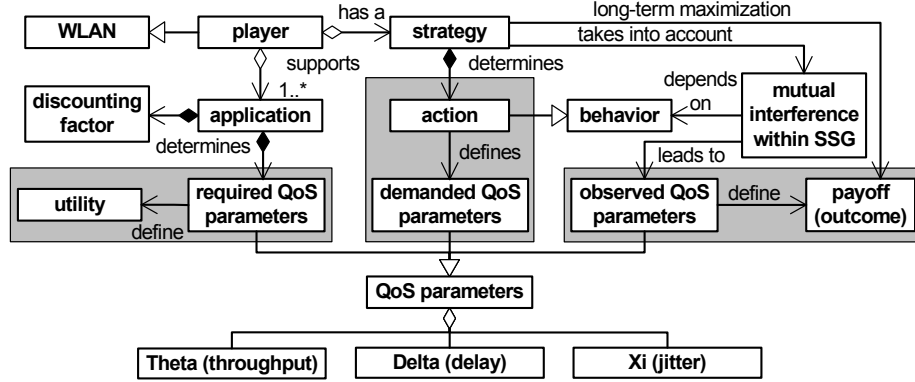 long-term maximization
WLAN
player
has a
strategy
takes into account
supports
determines
1..*
discounting
factor
application
action
behavior
depends
on
mutual
interference
within SSG
determines
defines
leads to
utility
required QoS
parameters
define
demanded QoS
parameters
observed QoS
parameters
define
payoff
(outcome)
QoS parameters
Theta (throughput)
Delta (delay)
Xi (jitter)